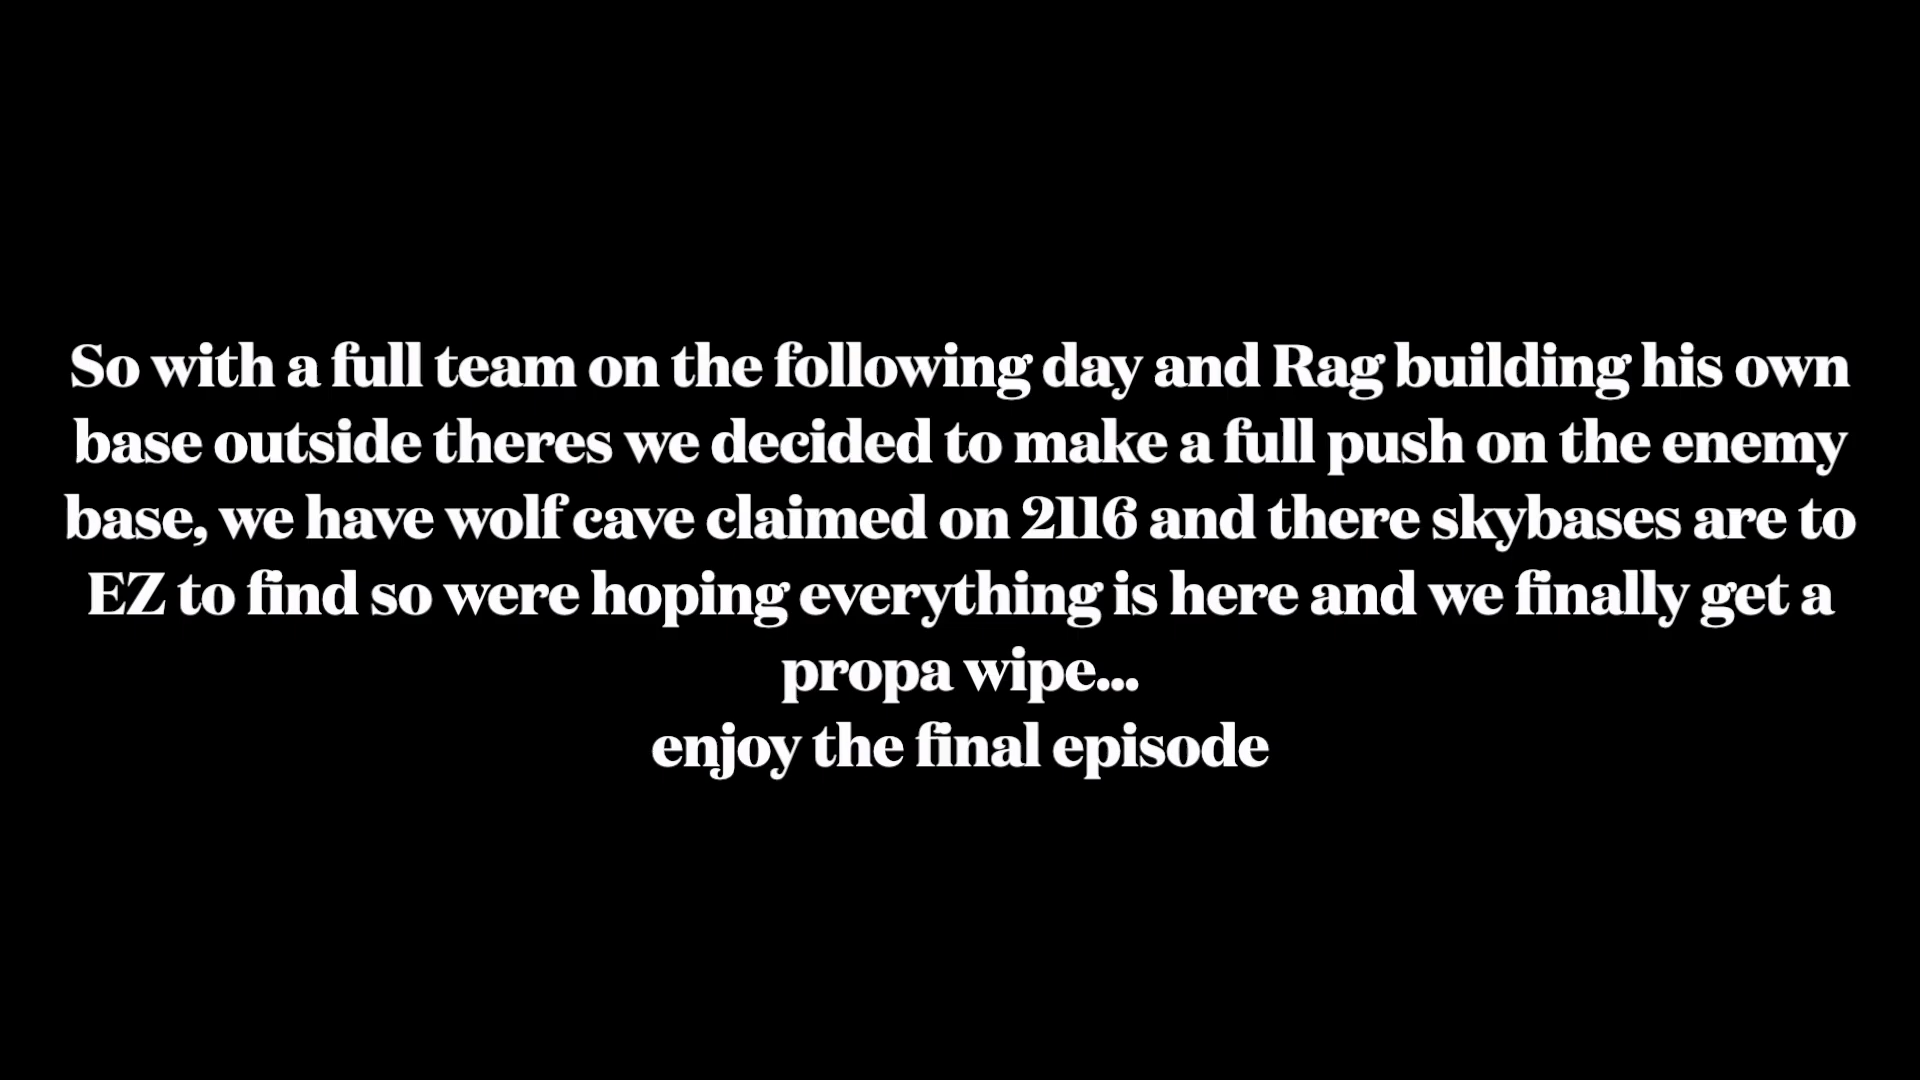 So with a full team on the following day and Rag building his own
base outside theres we decided to make a full push on the enemy
base, we have wolf cave claimed on 2116 and there skybases are to
EZ to find so were hoping everything is here and we finally get a
propa wipe...
enjoy the final episode